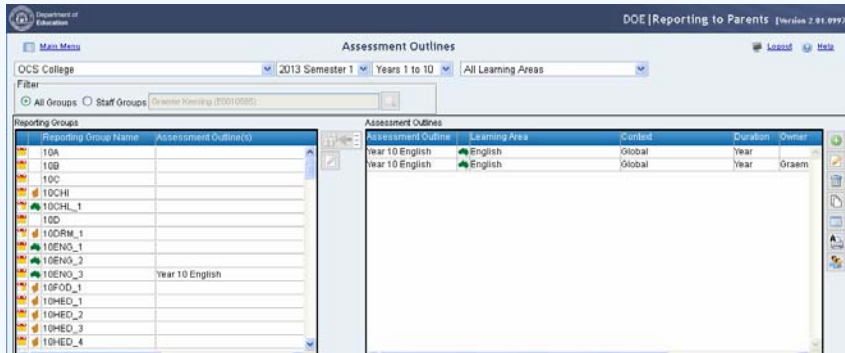 Department of
Education
DOE|Reporting to Parents [Version 2.01.099]
Main Menu
Assessment Outlines
Logout
Help
OCS College
2013 Semester 1
Years 1 to 10
All Learning Areas
Filter
All Groups
Staff Groups
Reporting Groups
Assessment Outlines
Reporting Group Name Assessment Outline(s)
Assessment Outline Learning Area Context Duration Owner
10A
10B
10C
10CHI
10CHL_1
10D
10DRM_1
10ENG_1
10ENG_2
10ENG_3 Year 10 English
10FOD_1
10HED_1
10HED_2
10HED_3
10HED_4
Year 10 English English Global Year
Year 10 English English Global Year Graem